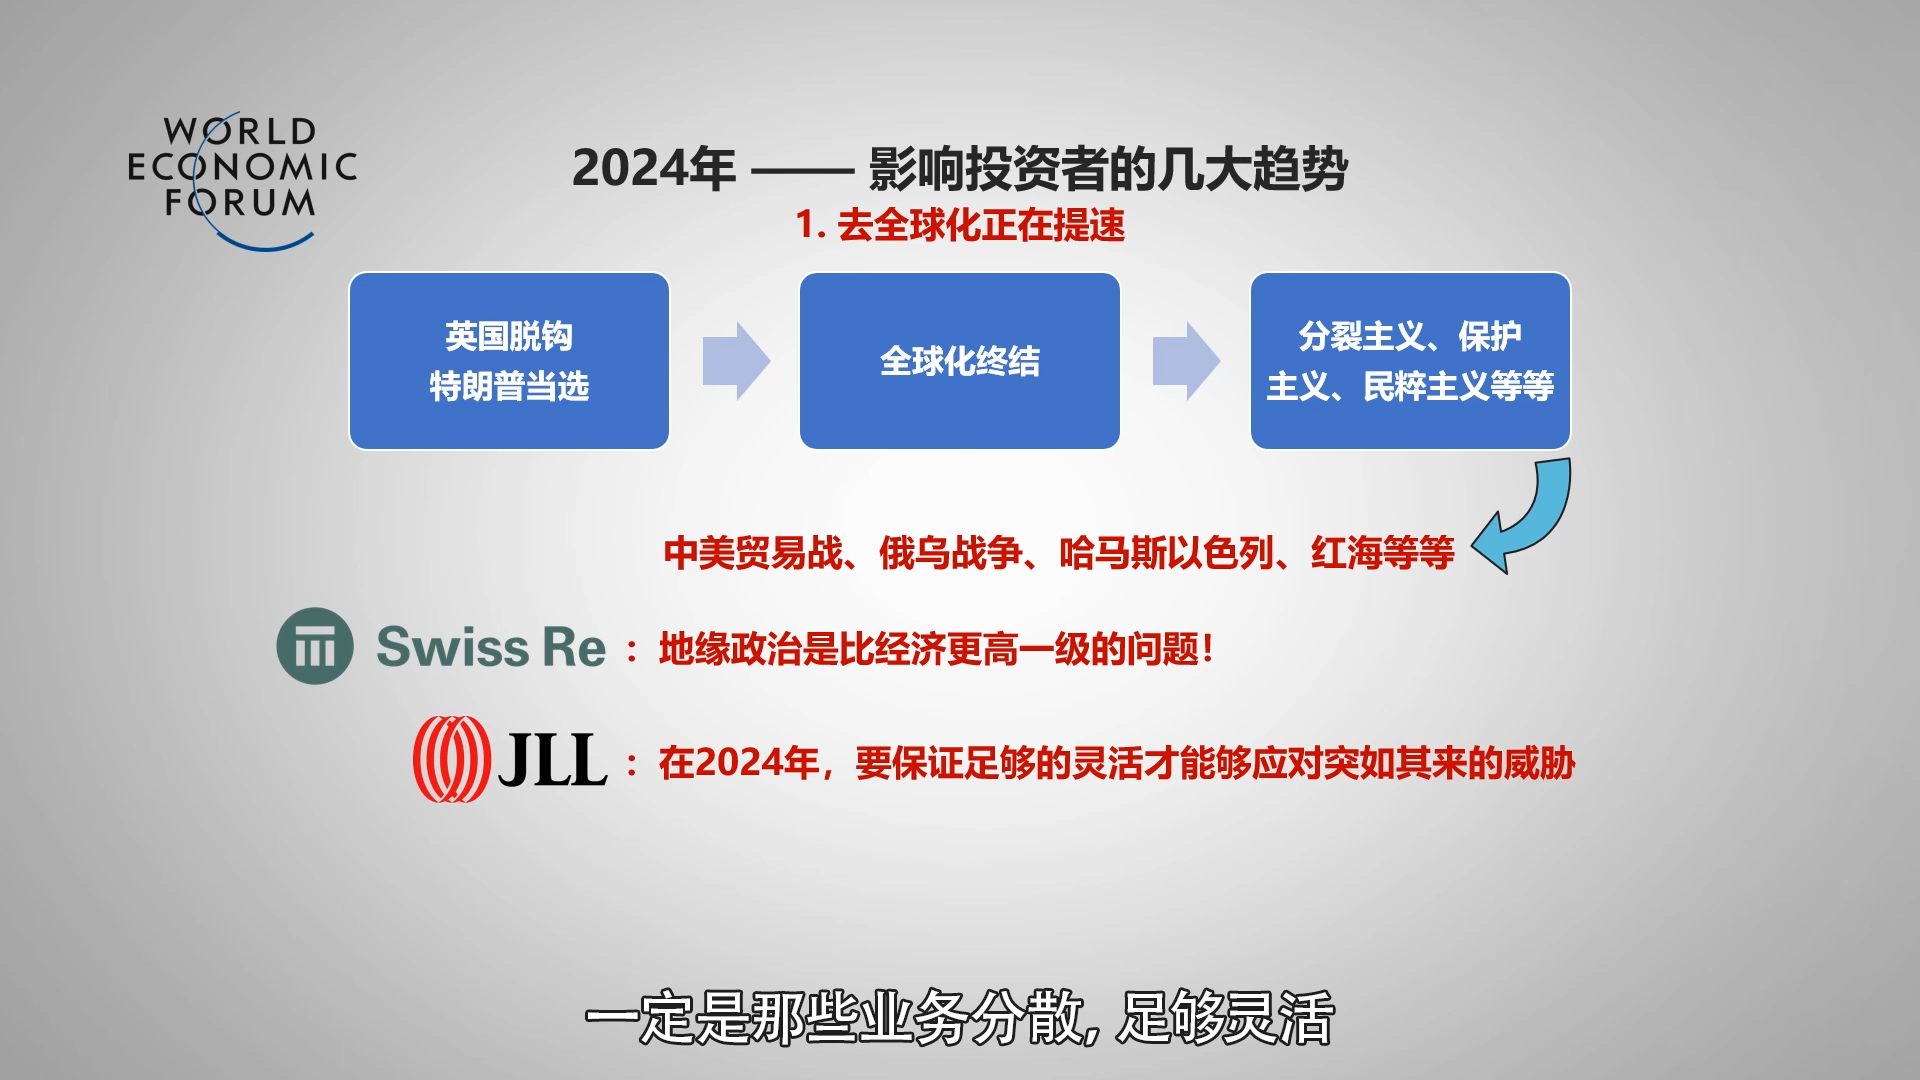 WORLD
ECONOMIC
FORUM
2024年 —— 影响投资者的几大趋势
1. 去全球化正在提速
英国脱钩
特朗普当选
全球化终结
分裂主义、保护
主义、民粹主义等等
中美贸易战、俄乌战争、哈马斯以色列、红海等等
Swiss Re ：地缘政治是比经济更高一级的问题！
JLL ：在2024年，要保证足够的灵活才能够应对突如其来的威胁
一定是那些业务分散, 足够灵活